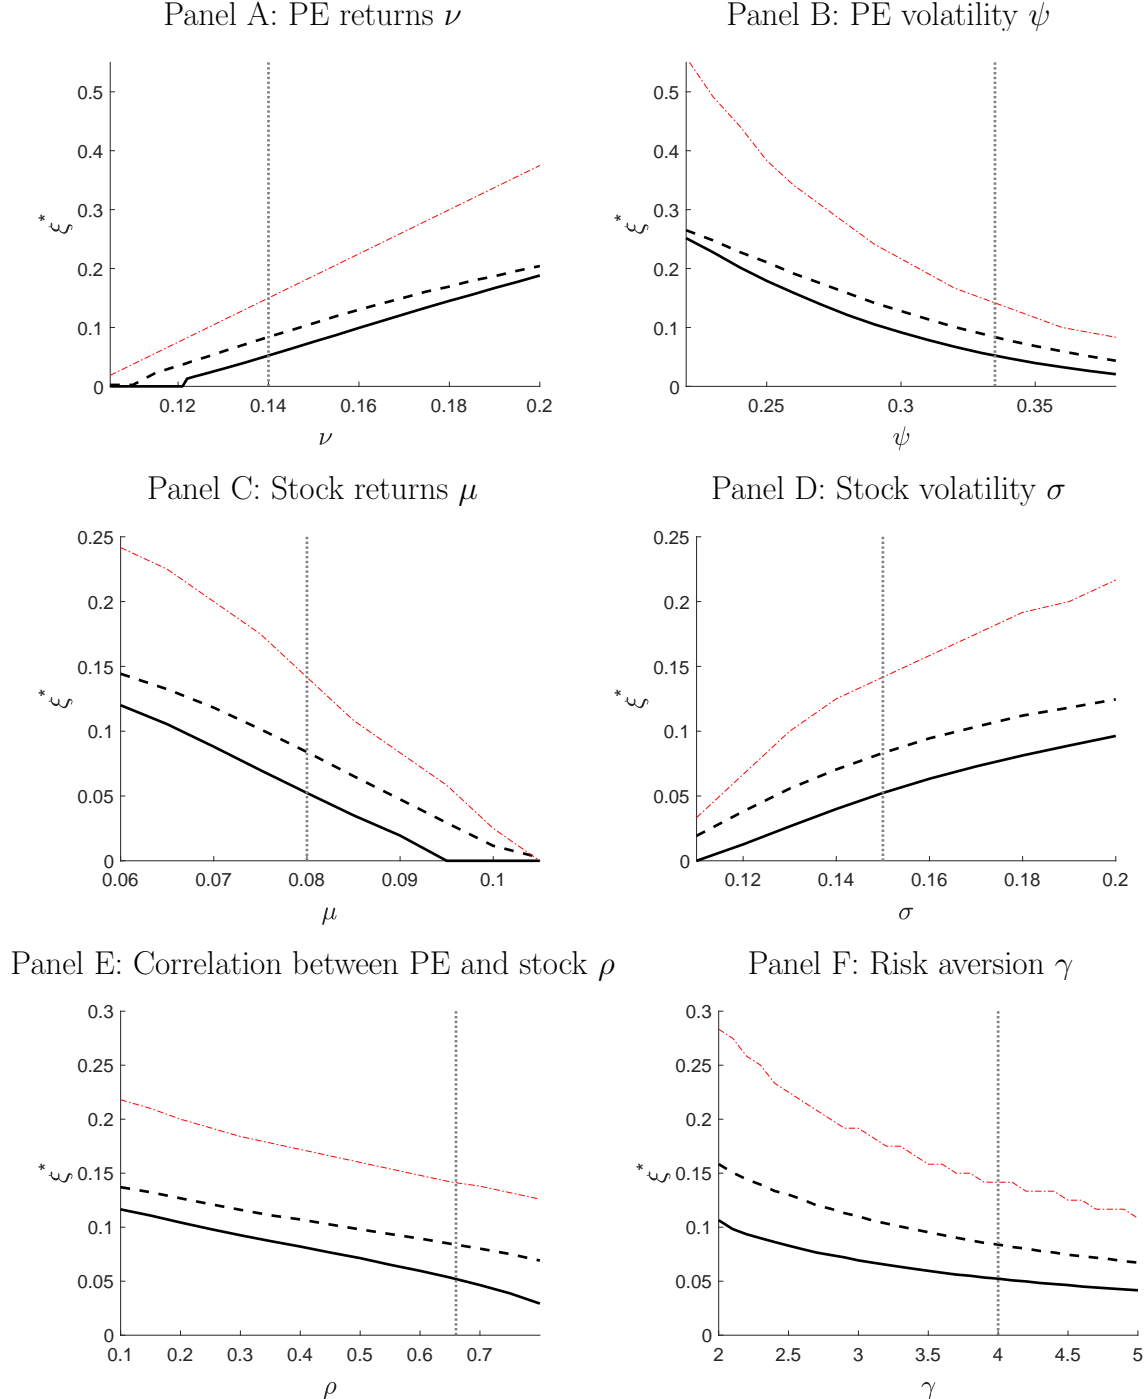 Panel A: PE returns ν
0.5
0.4
0.3
0.2
0.1
0
ξ*
0.12 0.14 0.16 0.18 0.2
ν
Panel B: PE volatility ψ
0.5
0.4
0.3
0.2
0.1
0
ξ*
0.25 0.3 0.35
ψ
Panel C: Stock returns μ
0.25
0.2
0.15
0.1
0.05
0
ξ*
0.06 0.07 0.08 0.09 0.1
μ
Panel D: Stock volatility σ
0.25
0.2
0.15
0.1
0.05
0
ξ*
0.12 0.14 0.16 0.18 0.2
σ
Panel E: Correlation between PE and stock ρ
0.3
0.25
0.2
0.15
0.1
0.05
0
ξ*
0.1 0.2 0.3 0.4 0.5 0.6 0.7
ρ
Panel F: Risk aversion γ
0.3
0.25
0.2
0.15
0.1
0.05
0
ξ*
2 2.5 3 3.5 4 4.5 5
γ